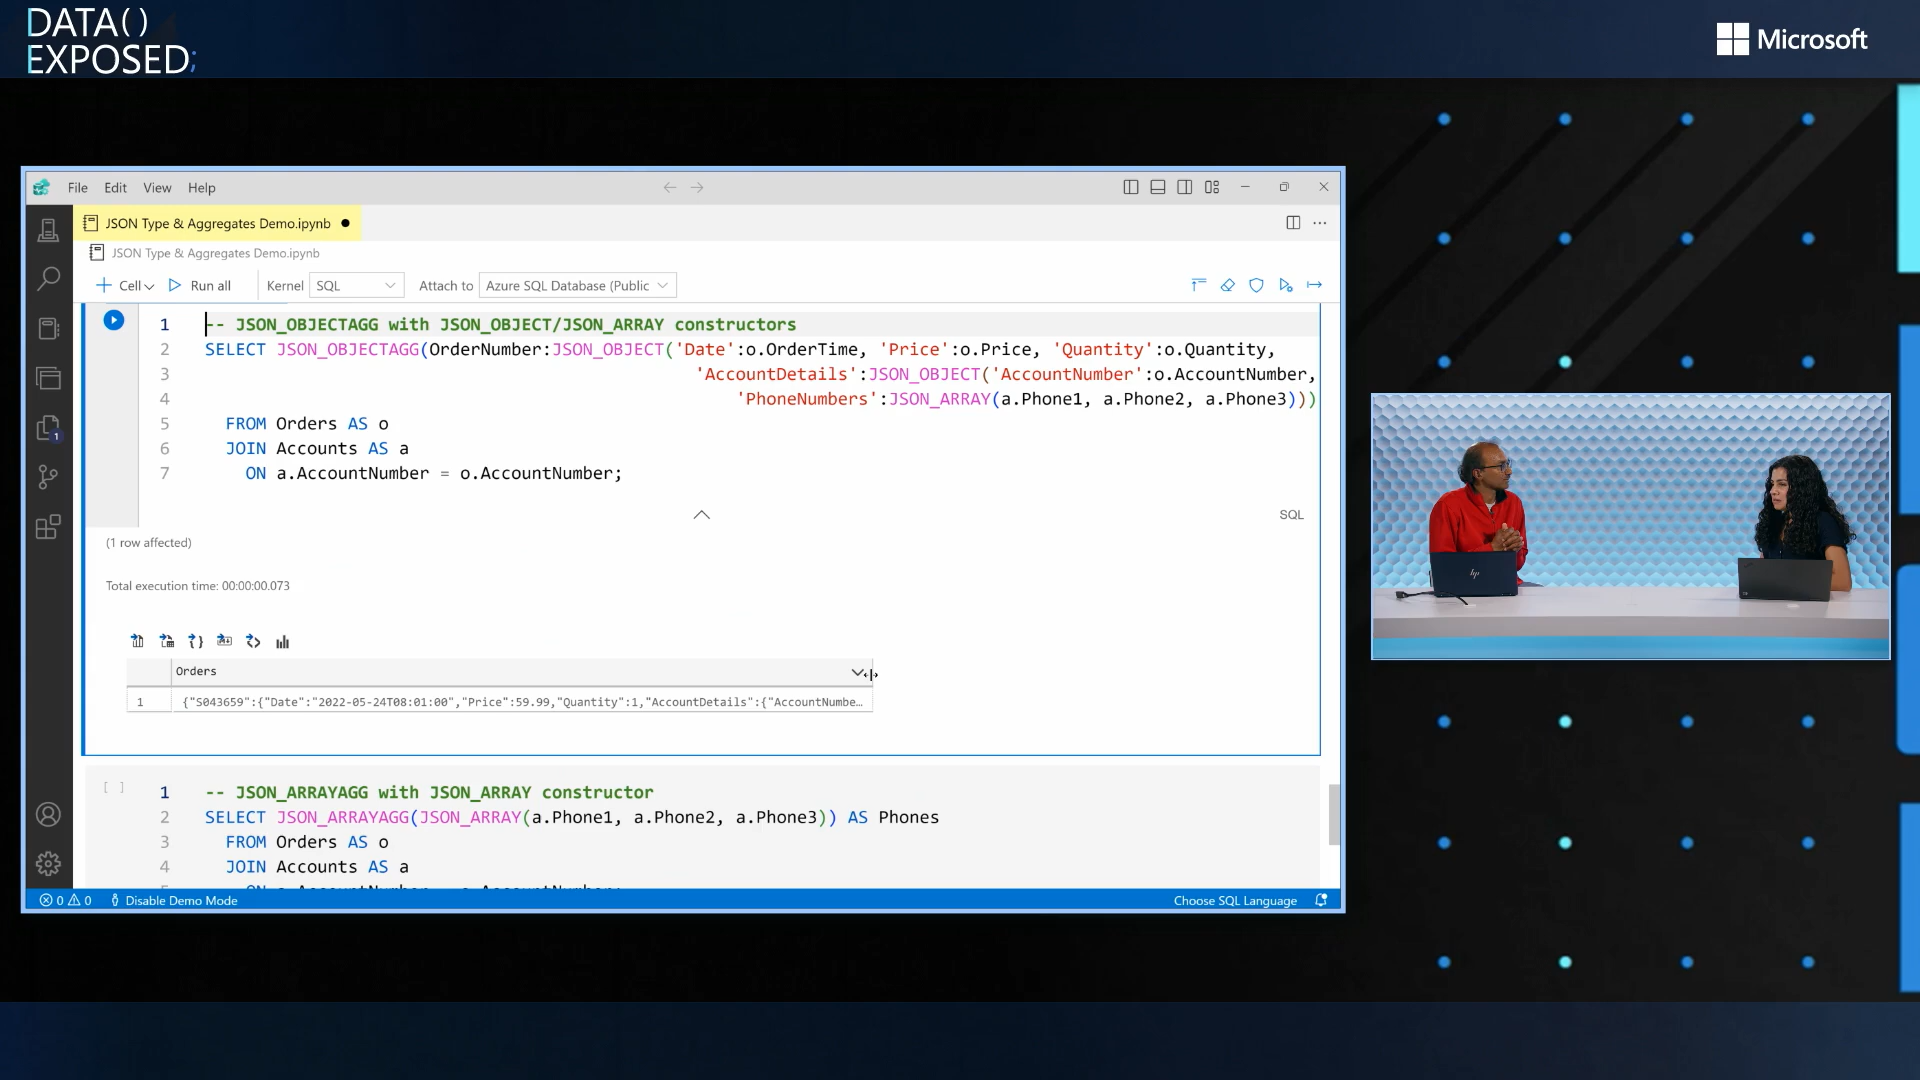 DATA()
EXPOSED;
Microsoft
File Edit View Help
JSON Type & Aggregates Demo.ipynb
JSON Type & Aggregates Demo.ipynb
Cell Run all Kernel SQL Attach to Azure SQL Database (Public
1 -- JSON_OBJECTAGG with JSON_OBJECT/JSON_ARRAY constructors
2 SELECT JSON_OBJECTAGG(OrderNumber:JSON_OBJECT('Date':o.OrderTime, 'Price':o.Price, 'Quantity':o.Quantity,
3 'AccountDetails':JSON_OBJECT('AccountNumber':o.AccountNumber,
4 'PhoneNumbers':JSON_ARRAY(a.Phone1, a.Phone2, a.Phone3)))
5 FROM Orders AS o
6 JOIN Accounts AS a
7 ON a.AccountNumber = o.AccountNumber;
SQL
(1 row affected)
Total execution time: 00:00:00.073
Orders
1 {"S043659":{"Date":"2022-05-24T08:01:00","Price":59.99,"Quantity":1,"AccountDetails":{"AccountNumbe…
[ ]
1 -- JSON_ARRAYAGG with JSON_ARRAY constructor
2 SELECT JSON_ARRAYAGG(JSON_ARRAY(a.Phone1, a.Phone2, a.Phone3)) AS Phones
3 FROM Orders AS o
4 JOIN Accounts AS a
1
hp
0 0 Disable Demo Mode
Choose SQL Language